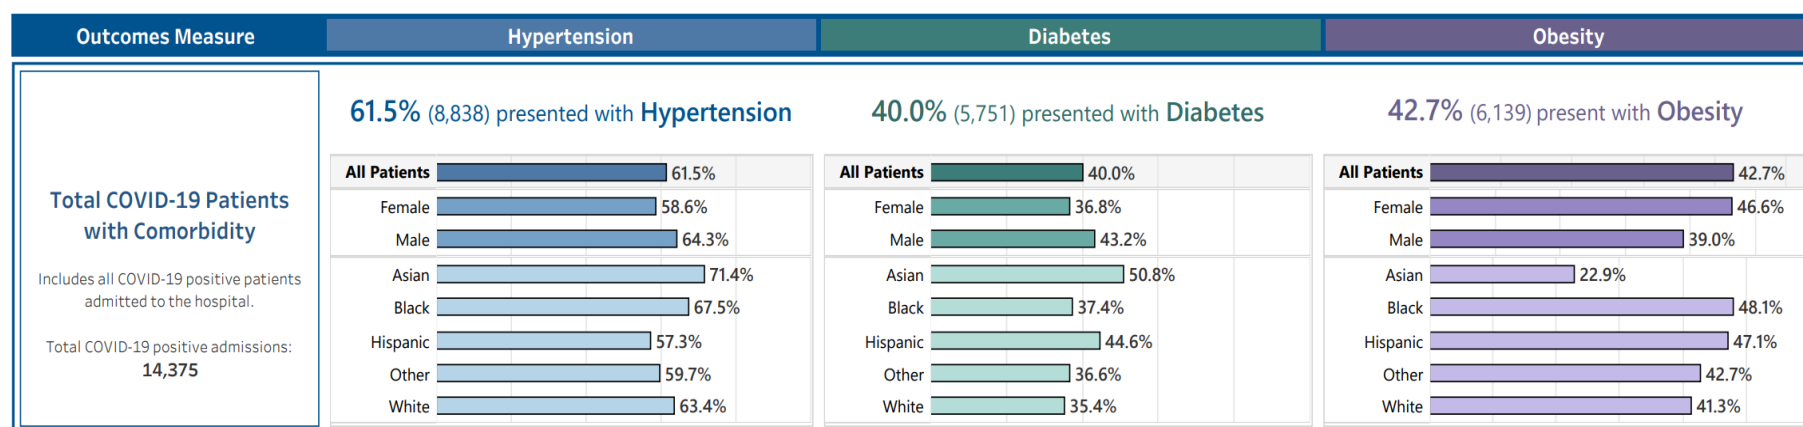 Outcomes Measure
Hypertension
Diabetes
Obesity
Total COVID-19 Patients
with Comorbidity
Includes all COVID-19 positive patients
admitted to the hospital.
Total COVID-19 positive admissions:
14,375
61.5% (8,838) presented with Hypertension
All Patients 61.5%
Female 58.6%
Male 64.3%
Asian 71.4%
Black 67.5%
Hispanic 57.3%
Other 59.7%
White 63.4%
40.0% (5,751) presented with Diabetes
All Patients 40.0%
Female 36.8%
Male 43.2%
Asian 50.8%
Black 37.4%
Hispanic 44.6%
Other 36.6%
White 35.4%
42.7% (6,139) present with Obesity
All Patients 42.7%
Female 46.6%
Male 39.0%
Asian 22.9%
Black 48.1%
Hispanic 47.1%
Other 42.7%
White 41.3%